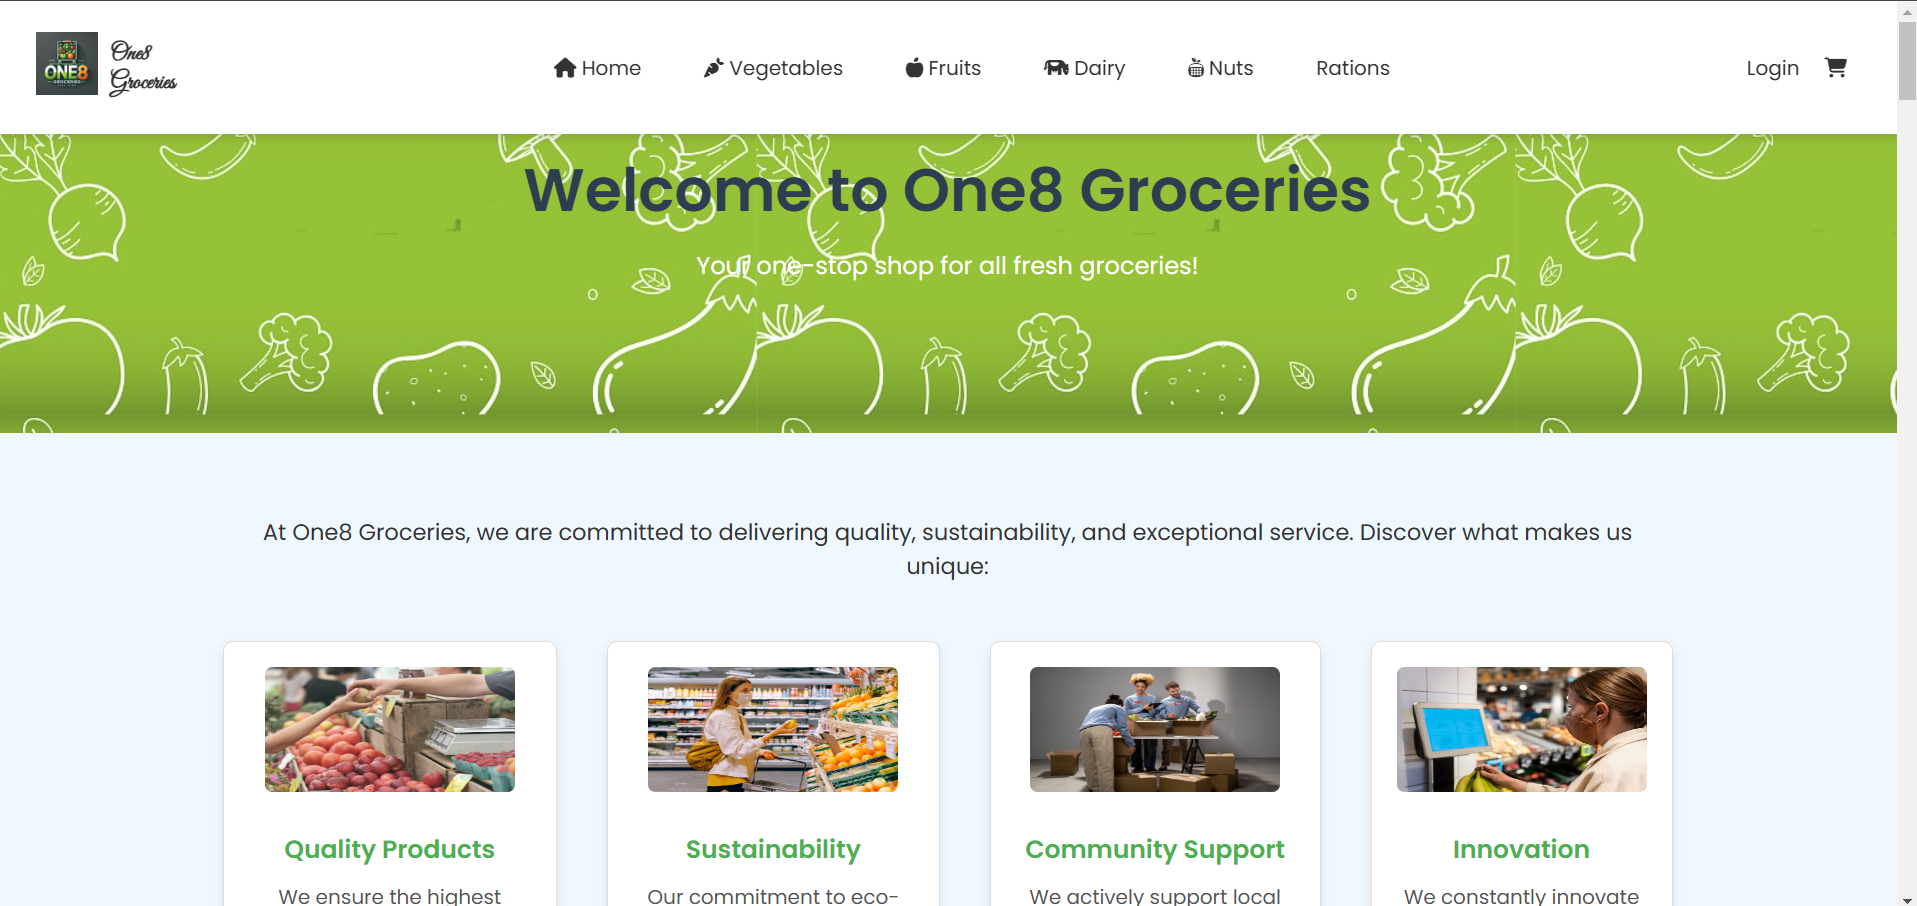 ONE8
GROCERIES
One8
Groceries
Home
Vegetables
Fruits
Dairy
Nuts
Rations
Login
Welcome to One8 Groceries
Your one-stop shop for all fresh groceries!
At One8 Groceries, we are committed to delivering quality, sustainability, and exceptional service. Discover what makes us
unique:
Quality Products
We ensure the highest
Sustainability
Our commitment to eco-
Community Support
We actively support local
Innovation
We constantly innovate